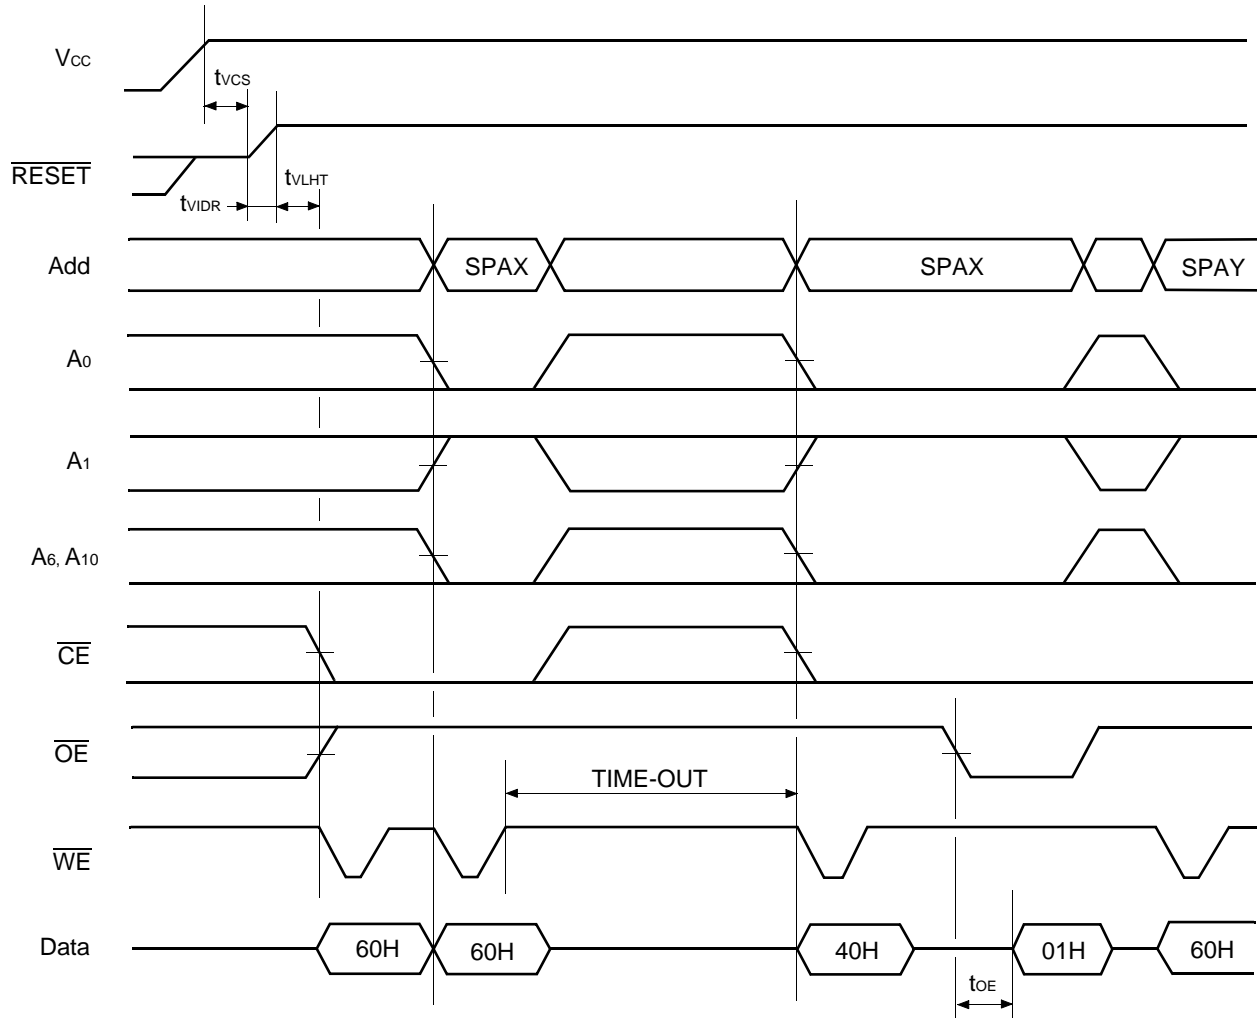 VCC
tVCS
RESET
tVLHT
tVIDR
Add
SPAX
SPAX
SPAY
A0
A1
A6, A10
CE
OE
TIME-OUT
WE
Data
60H
60H
40H
01H
60H
tOE